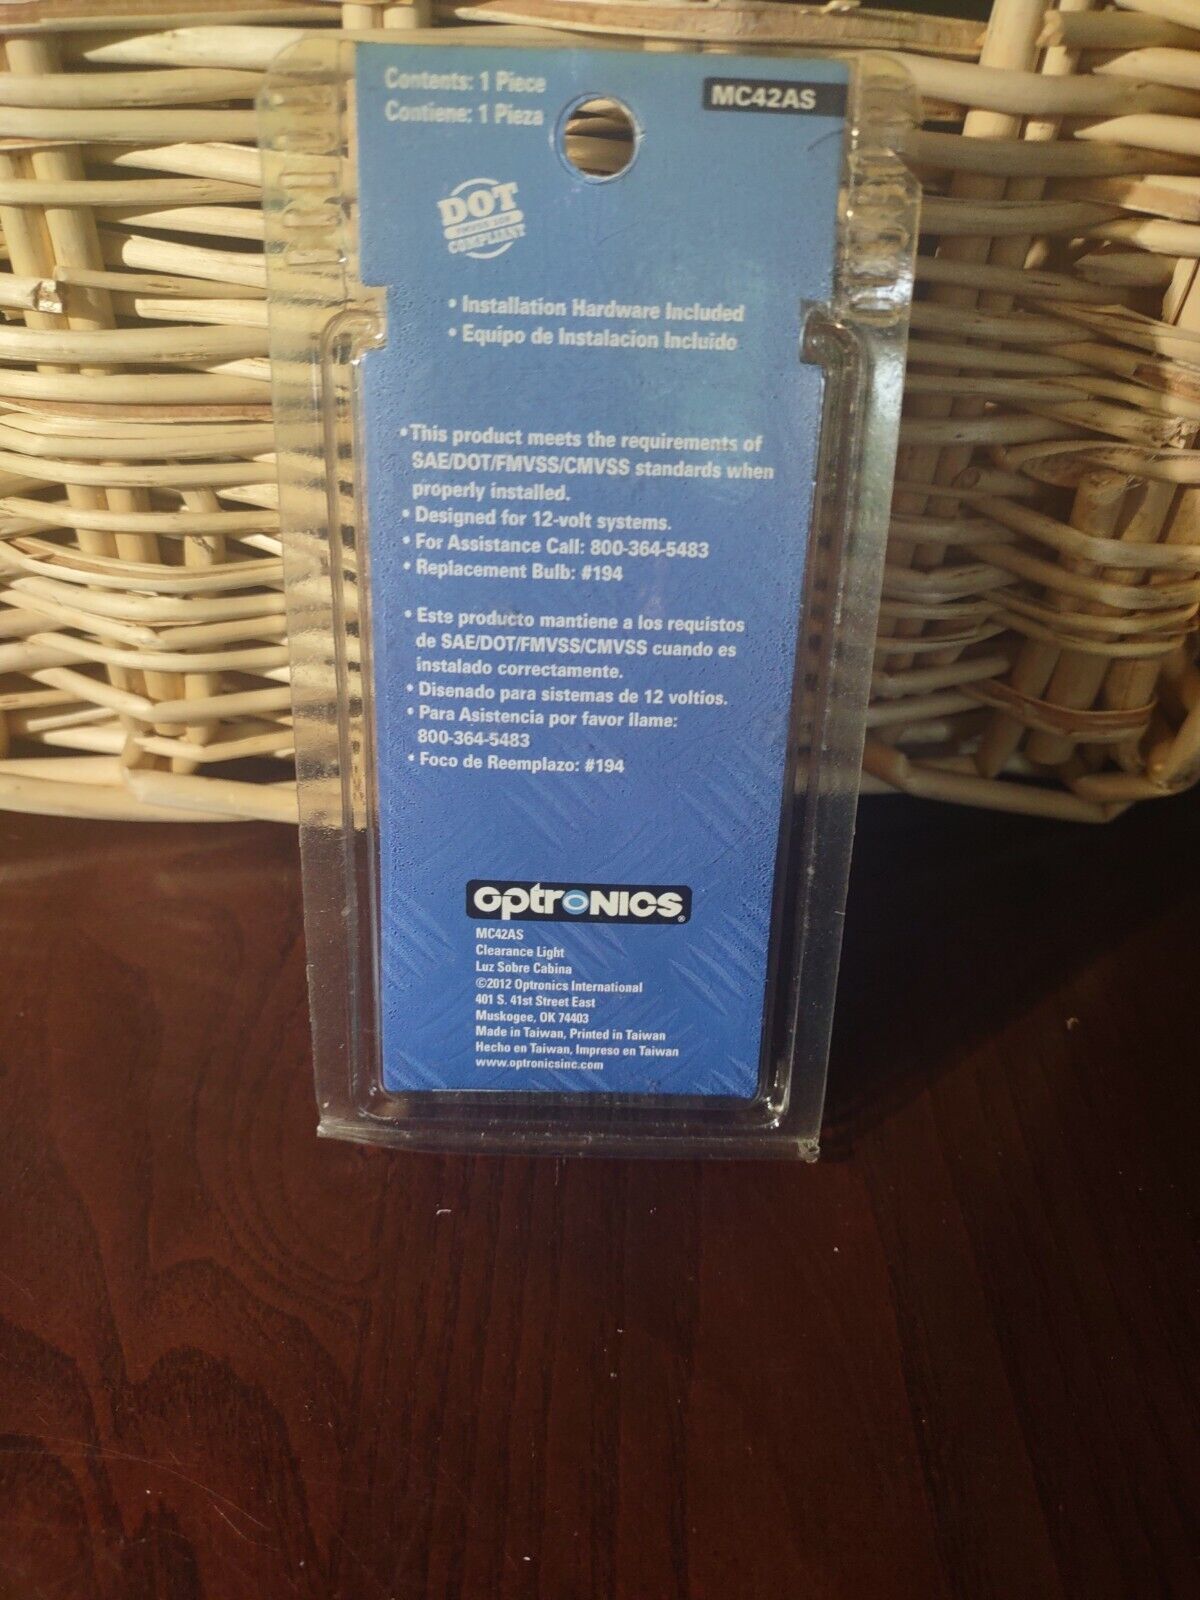 Contents: 1 Piece
Contiene: 1 Pieza
MC42AS
DOT
COMPLIANT
• Installation Hardware Included
• Equipo de Instalacion Incluido
• This product meets the requirements of
SAE/DOT/FMVSS/CMVSS standards when
properly installed.
• Designed for 12-volt systems.
• For Assistance Call: 800-364-5483
• Replacement Bulb: #194
• Este producto mantiene a los requistos
de SAE/DOT/FMVSS/CMVSS cuando es
instalado correctamente.
• Disenado para sistemas de 12 voltios.
• Para Asistencia por favor llame:
800-364-5483
• Foco de Reemplazo: #194
OPTRONICS®
MC42AS
Clearance Light
Luz Sobre Cabina
©2012 Optronics International
401 S. 41st Street East
Muskogee, OK 74403
Made in Taiwan, Printed in Taiwan
Hecho en Taiwan, Impreso en Taiwan
www.optronicsinc.com